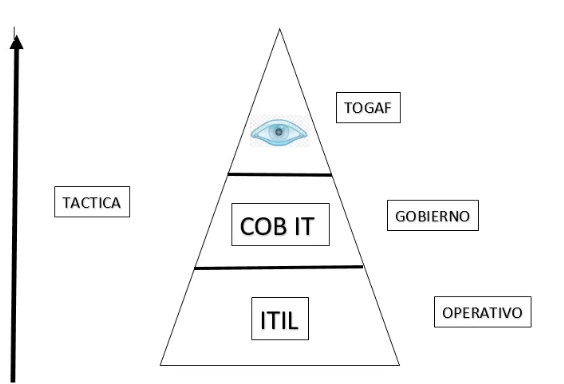 TOGAF
TACTICA
COB IT
GOBIERNO
ITIL
OPERATIVO